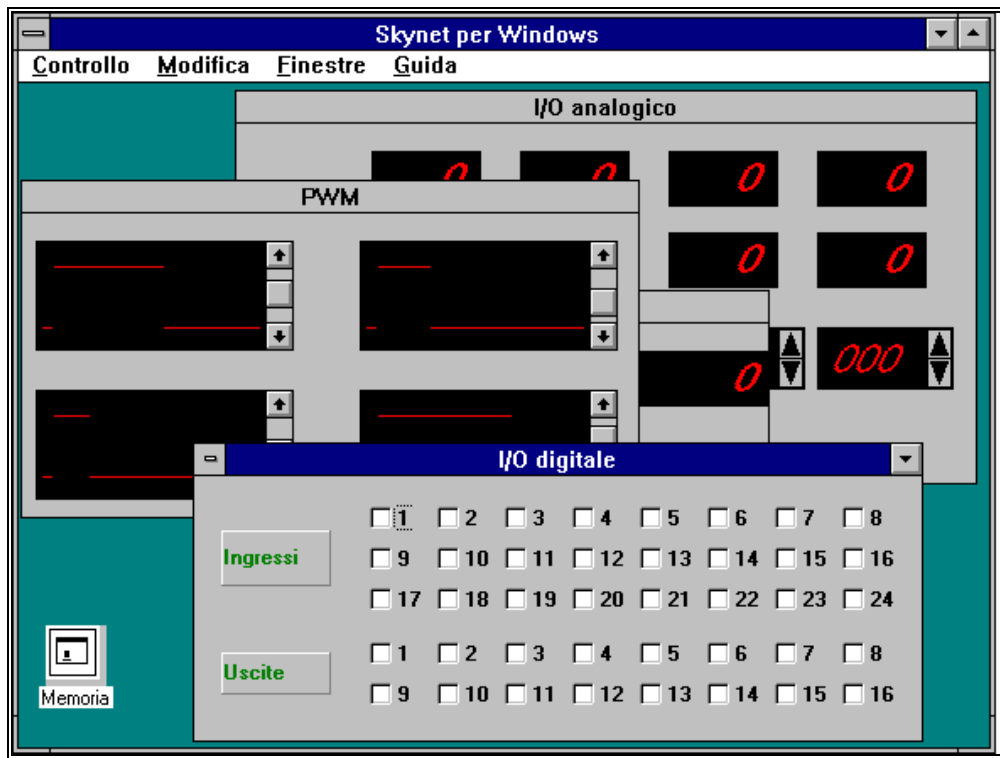 Skynet per Windows
Controllo Modifica Finestre Guida
I/O analogico
0 0 0 0
PWM
0 0
0 000
I/O digitale
1 2 3 4 5 6 7 8
Ingressi 9 10 11 12 13 14 15 16
17 18 19 20 21 22 23 24
1 2 3 4 5 6 7 8
Uscite
9 10 11 12 13 14 15 16
Memoria